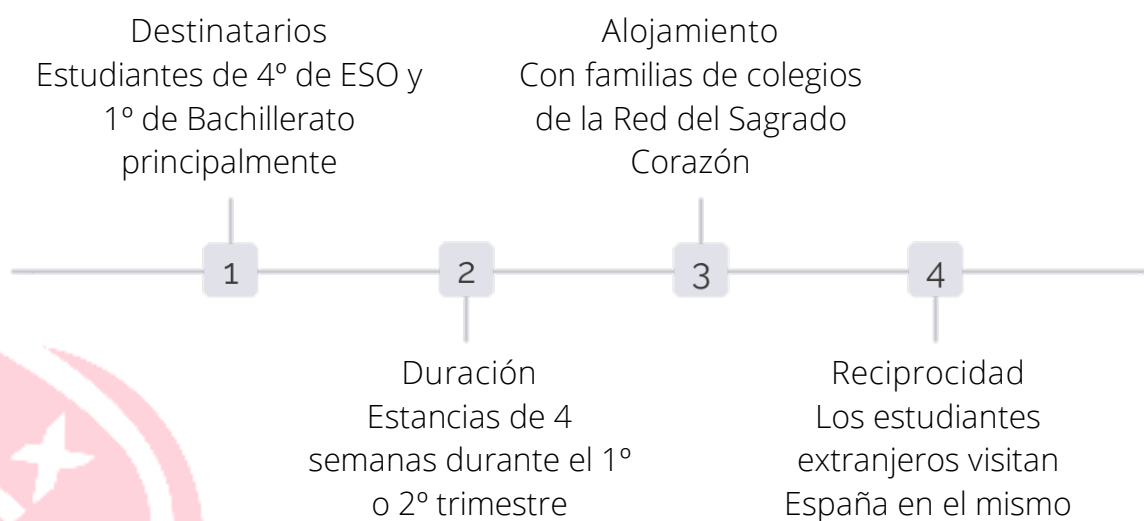 Destinatarios
Estudiantes de 4º de ESO y
1º de Bachillerato
principalmente
Alojamiento
Con familias de colegios
de la Red del Sagrado
Corazón
1
2
3
4
Duración
Estancias de 4
semanas durante el 1º
o 2º trimestre
Reciprocidad
Los estudiantes
extranjeros visitan
España en el mismo